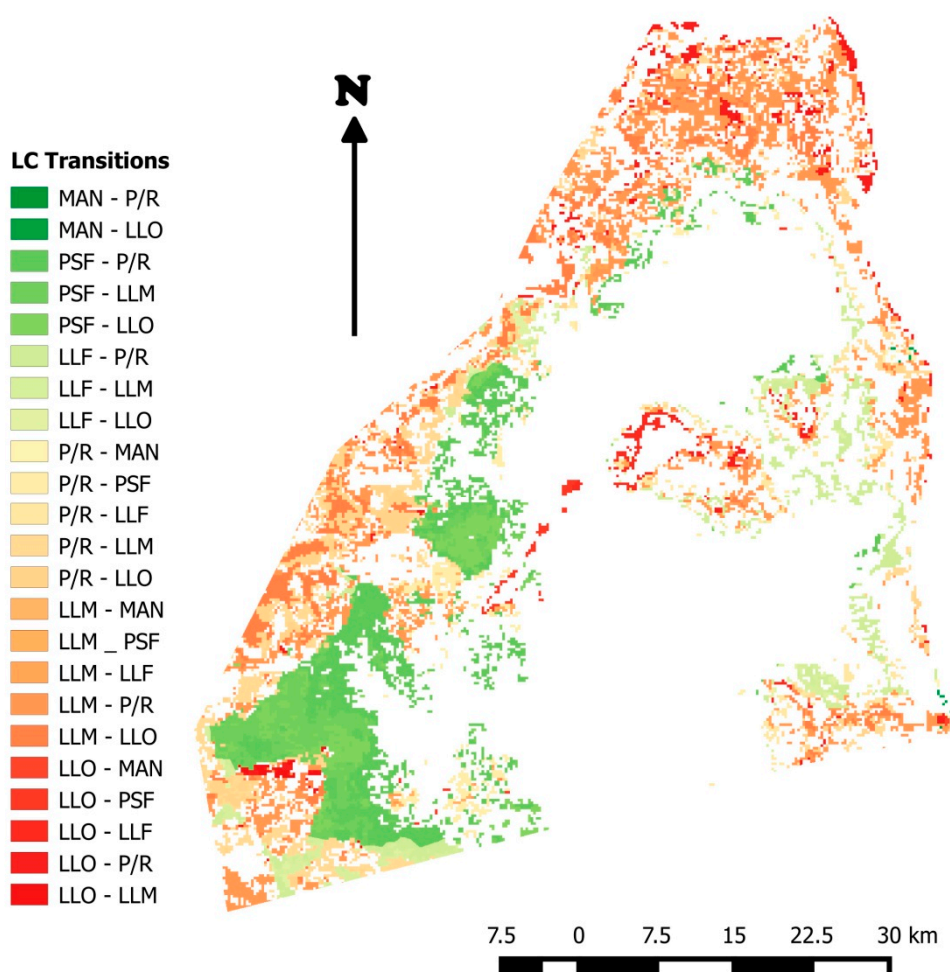 N
LC Transitions
MAN - P/R
MAN - LLO
PSF - P/R
PSF - LLM
PSF - LLO
LLF - P/R
LLF - LLM
LLF - LLO
P/R - MAN
P/R - PSF
P/R - LLF
P/R - LLM
P/R - LLO
LLM - MAN
LLM _ PSF
LLM - LLF
LLM - P/R
LLM - LLO
LLO - MAN
LLO - PSF
LLO - LLF
LLO - P/R
LLO - LLM
7.5 0 7.5 15 22.5 30 km